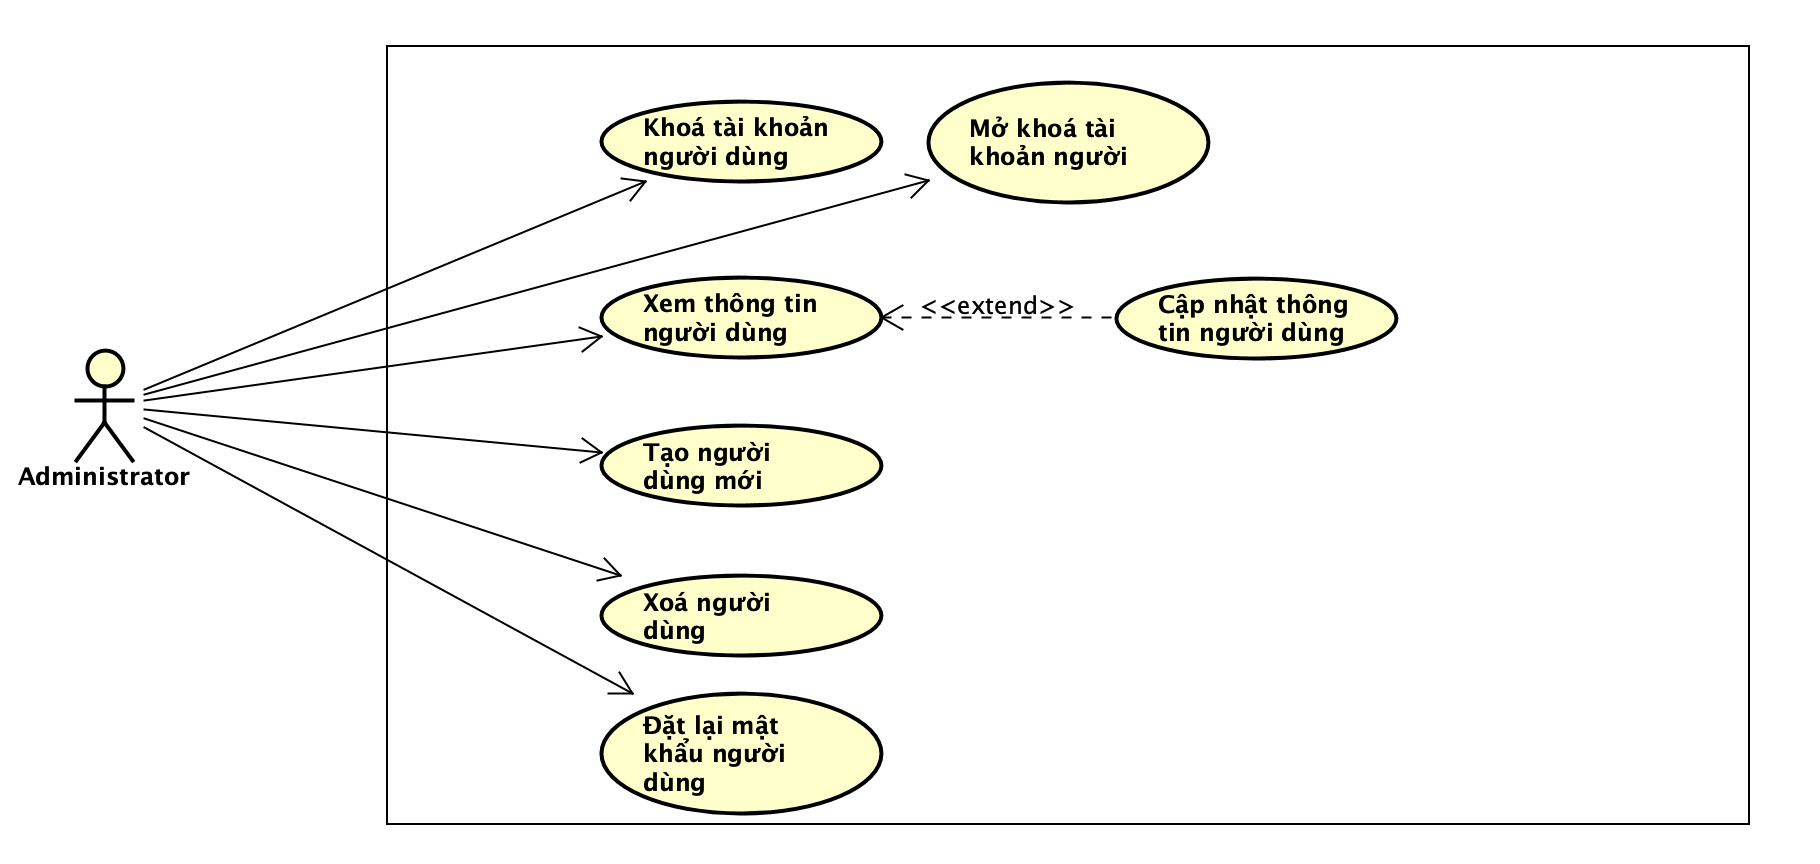 Khoá tài khoản
người dùng
Mở khoá tài
khoản người
Xem thông tin
người dùng
<<extend>>
Cập nhật thông
tin người dùng
Administrator
Tạo người
dùng mới
Xoá người
dùng
Đặt lại mật
khẩu người
dùng